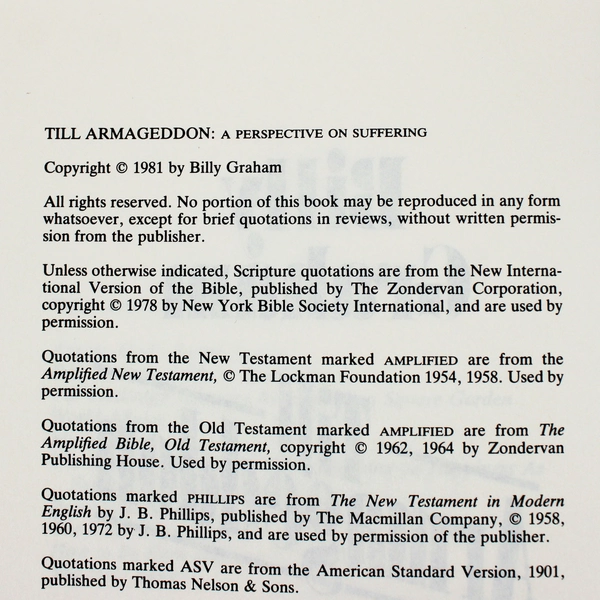 TILL ARMAGEDDON: A PERSPECTIVE ON SUFFERING
Copyright © 1981 by Billy Graham
All rights reserved. No portion of this book may be reproduced in any form
whatsoever, except for brief quotations in reviews, without written permis-
sion from the publisher.
Unless otherwise indicated, Scripture quotations are from the New Interna-
tional Version of the Bible, published by The Zondervan Corporation,
copyright © 1978 by New York Bible Society International, and are used by
permission.
Quotations from the New Testament marked AMPLIFIED are from the
Amplified New Testament, © The Lockman Foundation 1954, 1958. Used by
permission.
Quotations from the Old Testament marked AMPLIFIED are from The
Amplified Bible, Old Testament, copyright © 1962, 1964 by Zondervan
Publishing House. Used by permission.
Quotations marked PHILLIPS are from The New Testament in Modern
English by J. B. Phillips, published by The Macmillan Company, © 1958,
1960, 1972 by J. B. Phillips, and are used by permission of the publisher.
Quotations marked ASV are from the American Standard Version, 1901,
published by Thomas Nelson & Sons.